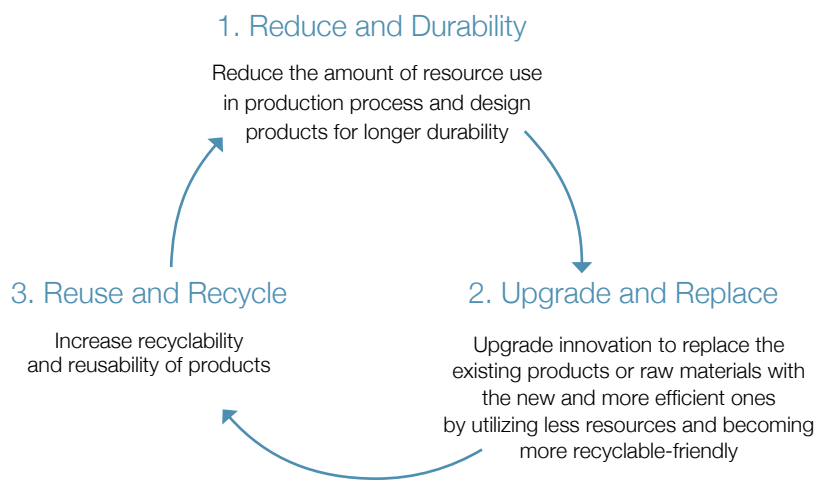 1. Reduce and Durability
Reduce the amount of resource use
in production process and design
products for longer durability
3. Reuse and Recycle
Increase recyclability
and reusability of products
2. Upgrade and Replace
Upgrade innovation to replace the
existing products or raw materials with
the new and more efficient ones
by utilizing less resources and becoming
more recyclable-friendly